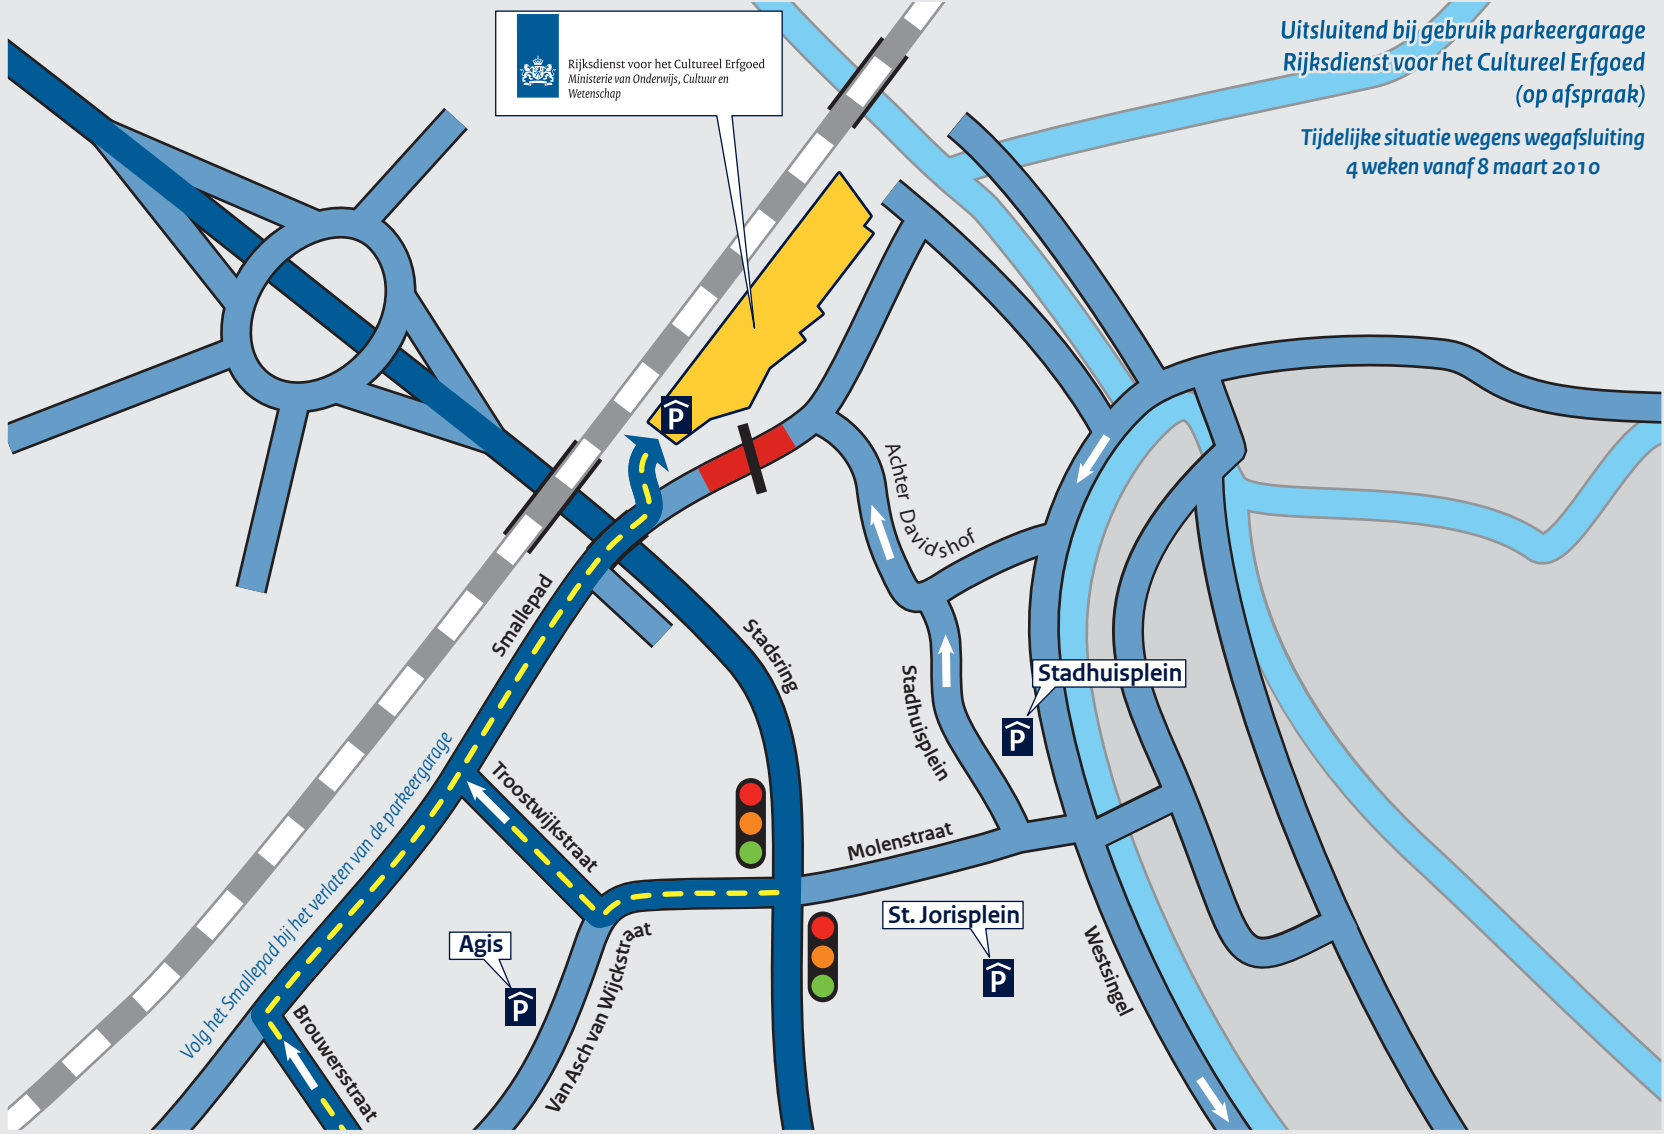 Rijksdienst voor het Cultureel Erfgoed
Ministerie van Onderwijs, Cultuur en
Wetenschap
Uitsluitend bij gebruik parkeergarage
Rijksdienst voor het Cultureel Erfgoed
(op afspraak)
Tijdelijke situatie wegens wegafsluiting
4 weken vanaf 8 maart 2010
P
Achter Davidshof
Smallepad
Stadsring
Stadhuisplein
P
Stadhuisplein
Volg het Smallepad bij het verlaten van de parkeergarage
Troostwijkstraat
Molenstraat
St. Jorisplein
P
Agis
P
Van Asch van Wijckstraat
Westsingel
Brouwersstraat